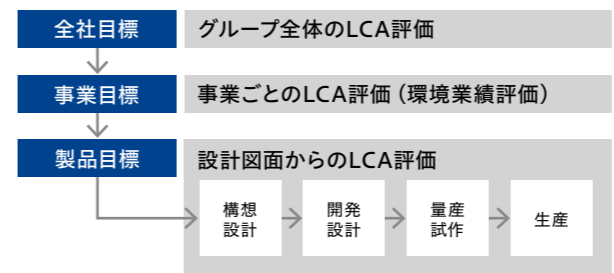 全社目標 グループ全体のLCA評価
事業目標 事業ごとのLCA評価（環境業績評価）
製品目標 設計図面からのLCA評価
構想
設計
開発
設計
量産
試作
生産